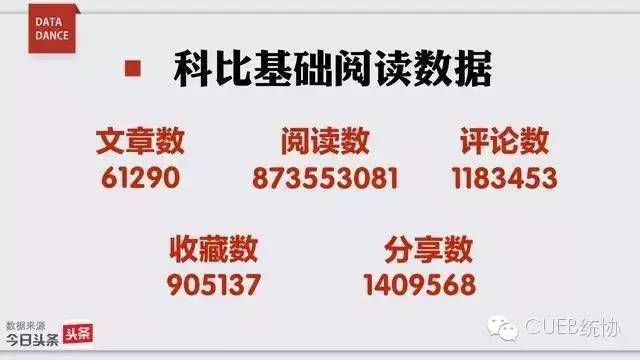 DATA
DANCE
科比基础阅读数据
文章数
61290
阅读数
873553081
评论数
1183453
收藏数
905137
分享数
1409568
数据来源
今日头条 头条
CUEB统协